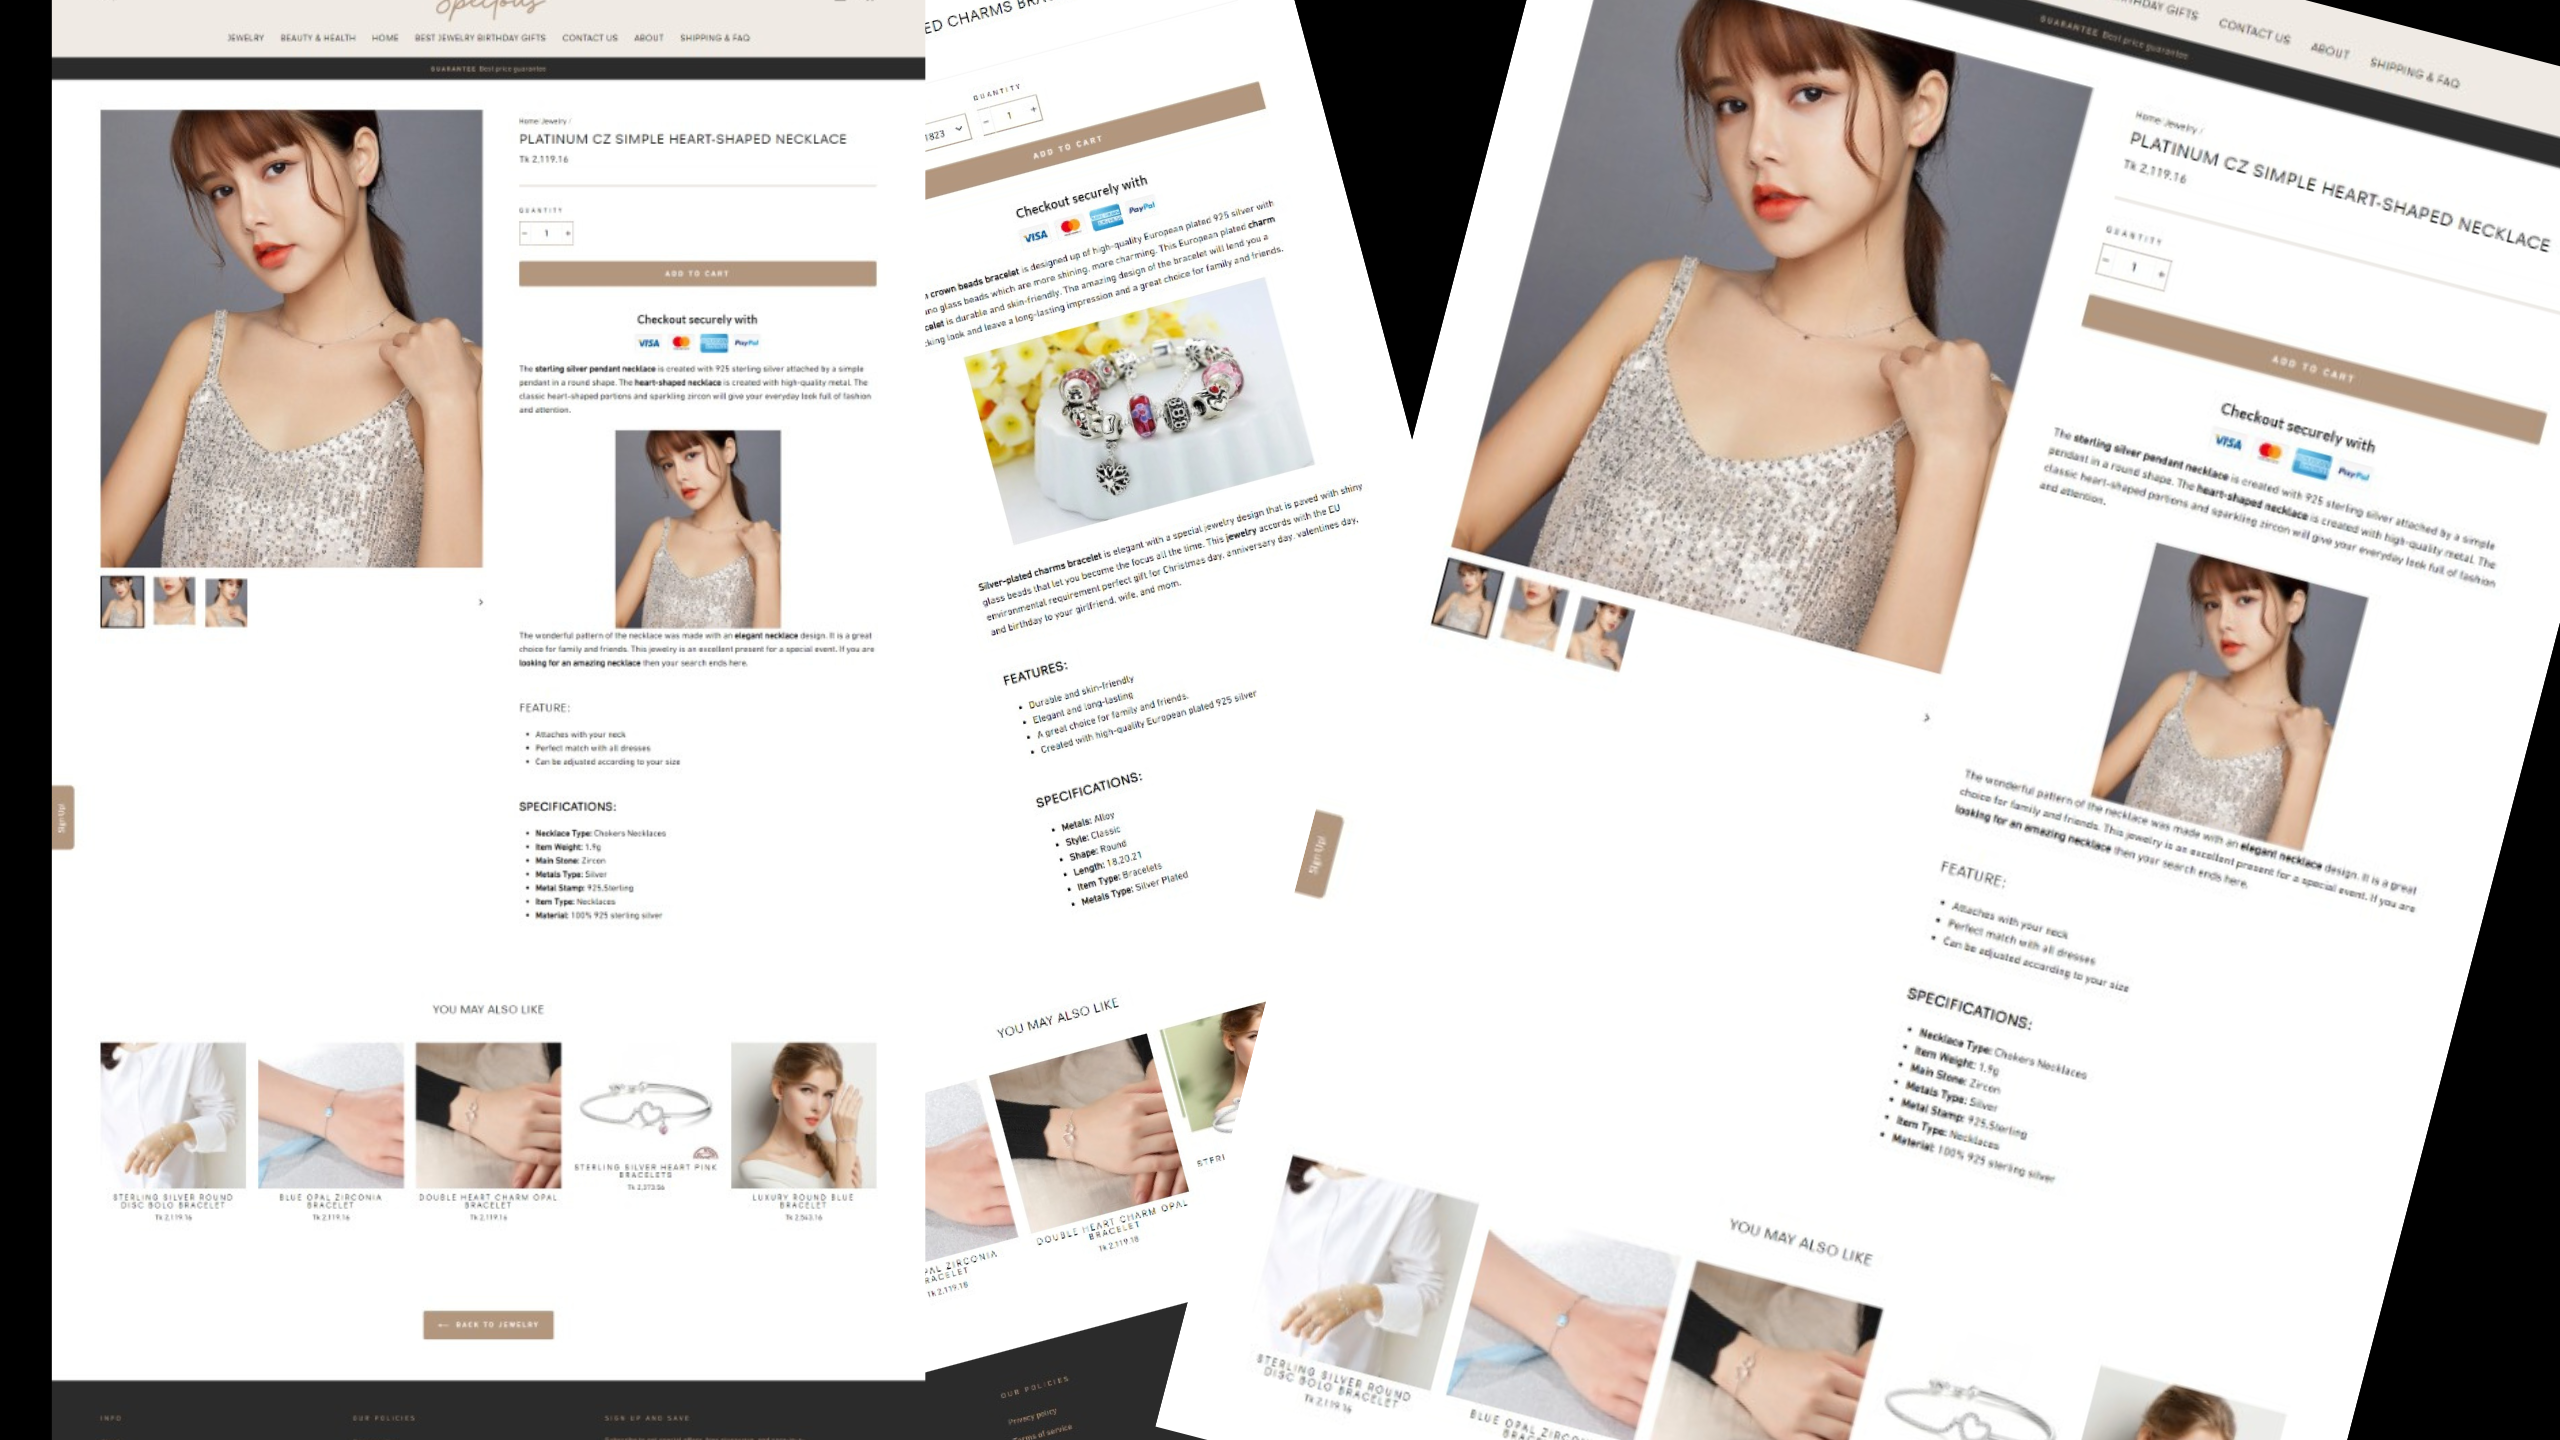 Specious
JEWELRY BEAUTY & HEALTH HOME BEST JEWELRY BIRTHDAY GIFTS CONTACT US ABOUT SHIPPING & FAQ
GUARANTEE Best price guarantee
Home/Jewelry /
PLATINUM CZ SIMPLE HEART-SHAPED NECKLACE
Tk 2,119.16
QUANTITY
− 1 +
ADD TO CART
Checkout securely with
VISA PayPal
The sterling silver pendant necklace is created with 925 sterling silver attached by a simple
pendant in a round shape. The heart-shaped necklace is created with high-quality metal. The
classic heart-shaped portions and sparkling zircon will give your everyday look full of fashion
and attention.
The wonderful pattern of the necklace was made with an elegant necklace design. It is a great
choice for family and friends. This jewelry is an excellent present for a special event. If you are
looking for an amazing necklace then your search ends here.
FEATURE:
• Attaches with your neck
• Perfect match with all dresses
• Can be adjusted according to your size
Sign Up!
SPECIFICATIONS:
• Necklace Type: Chokers Necklaces
• Item Weight: 1.9g
• Main Stone: Zircon
• Metals Type: Silver
• Metal Stamp: 925,Sterling
• Item Type: Necklaces
• Material: 100% 925 sterling silver
YOU MAY ALSO LIKE
STERLING SILVER ROUND
DISC BOLO BRACELET
Tk 2,119.16
BLUE OPAL ZIRCONIA
BRACELET
Tk 2,119.16
DOUBLE HEART CHARM OPAL
BRACELET
Tk 2,119.16
STERLING SILVER HEART PINK
BRACELETS
LUXURY ROUND BLUE
BRACELET
Tk 2,543.16
BACK TO JEWELRY
INFO
OUR POLICIES
SIGN UP AND SAVE
ED CHARMS
QUANTITY
1823 − 1 +
ADD TO CART
Checkout securely with
VISA PayPal
crown beads bracelet is designed up of high-quality European plated 925 silver with
glass beads which are more shining, more charming. This European plated charm
is durable and skin-friendly. The amazing design of the bracelet will lend you a
look and leave a long-lasting impression and a great choice for family and friends.
Silver-plated charms bracelet is elegant with a special jewelry design that is paved with shiny
glass beads that let you become the focus all the time. This jewelry accords with the EU
environmental requirement perfect gift for Christmas day, anniversary day, valentines day,
and birthday to your girlfriend, wife, and mom.
FEATURES:
• Durable and skin-friendly
• Elegant and long-lasting
• A great choice for family and friends.
• Created with high-quality European plated 925 silver
SPECIFICATIONS:
• Metals: Alloy
• Style: Classic
• Shape: Round
• Length: 18,20,21
• Item Type: Bracelets
• Metals Type: Silver Plated
YOU MAY ALSO LIKE
ZIRCONIA
Tk 2,119.18
DOUBLE HEART CHARM OPAL
BRACELET
Tk 2,119.18
STERI
OUR POLICIES
Privacy policy
Terms of service
GIFTS CONTACT US ABOUT SHIPPING & FAQ
GUARANTEE Best price guarantee
Home/Jewelry /
PLATINUM CZ SIMPLE HEART-SHAPED NECKLACE
Tk 2,119.16
QUANTITY
− 1 +
ADD TO CART
Checkout securely with
VISA PayPal
The sterling silver pendant necklace is created with 925 sterling silver attached by a simple
pendant in a round shape. The heart-shaped necklace is created with high-quality metal. The
classic heart-shaped portions and sparkling zircon will give your everyday look full of fashion
and attention.
The wonderful pattern of the necklace was made with an elegant necklace design. It is a great
choice for family and friends. This jewelry is an excellent present for a special event. If you are
looking for an amazing necklace then your search ends here.
FEATURE:
• Attaches with your neck
• Perfect match with all dresses
• Can be adjusted according to your size
Sign Up!
SPECIFICATIONS:
• Necklace Type: Chokers Necklaces
• Item Weight: 1.9g
• Main Stone: Zircon
• Metals Type: Silver
• Metal Stamp: 925,Sterling
• Item Type: Necklaces
• Material: 100% 925 sterling silver
YOU MAY ALSO LIKE
STERLING SILVER ROUND
DISC BOLO BRACELET
Tk 2,119.16
BLUE OPAL